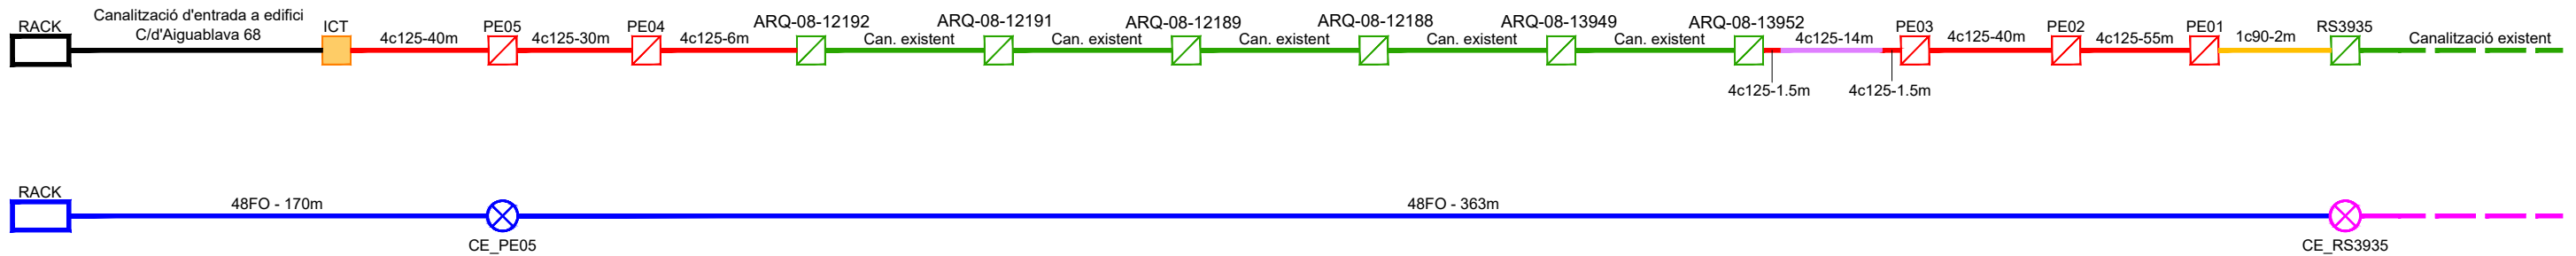 RACK
Canalització d'entrada a edifici
C/d'Aiguablava 68
ICT
4c125-40m
PE05
4c125-30m
PE04
4c125-6m
ARQ-08-12192
Can. existent
ARQ-08-12191
Can. existent
ARQ-08-12189
Can. existent
ARQ-08-12188
Can. existent
ARQ-08-13949
Can. existent
ARQ-08-13952
4c125-1.5m
4c125-14m
4c125-1.5m
PE03
4c125-40m
PE02
4c125-55m
PE01
1c90-2m
RS3935
Canalització existent
RACK
48FO - 170m
CE_PE05
48FO - 363m
CE_RS3935